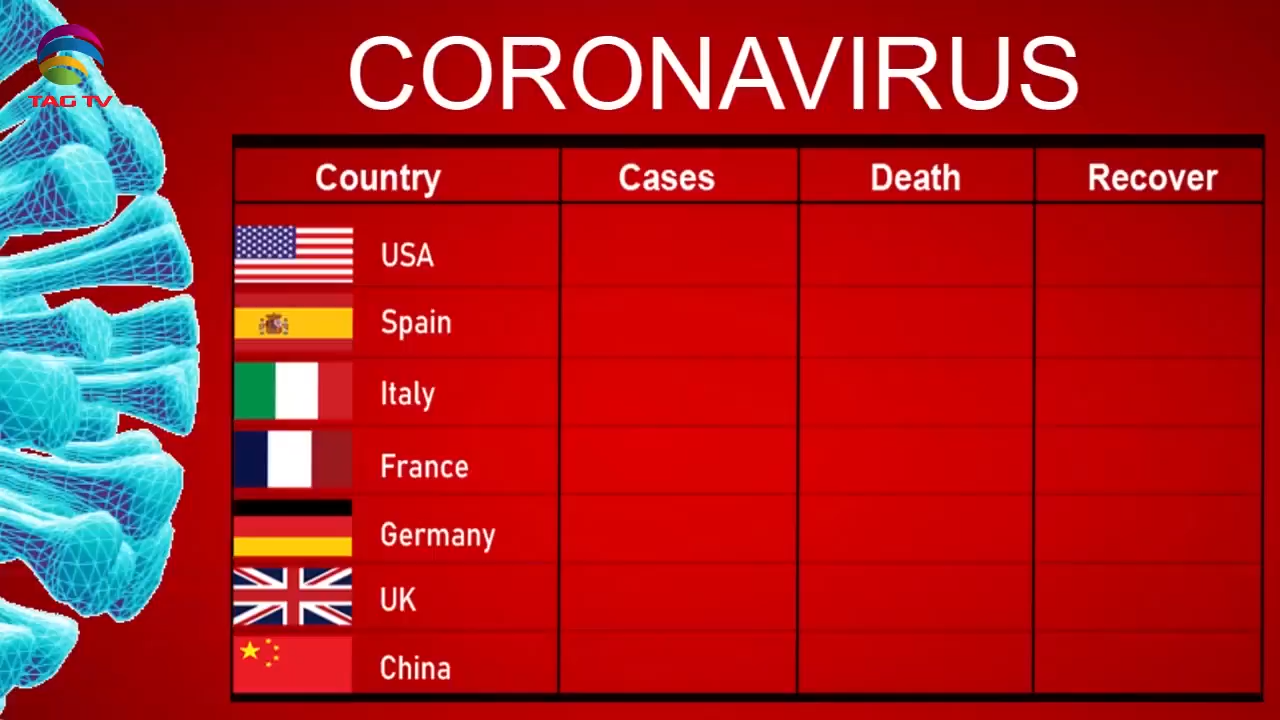 TAG TV
CORONAVIRUS
Country Cases Death Recover
USA
Spain
Italy
France
Germany
UK
China